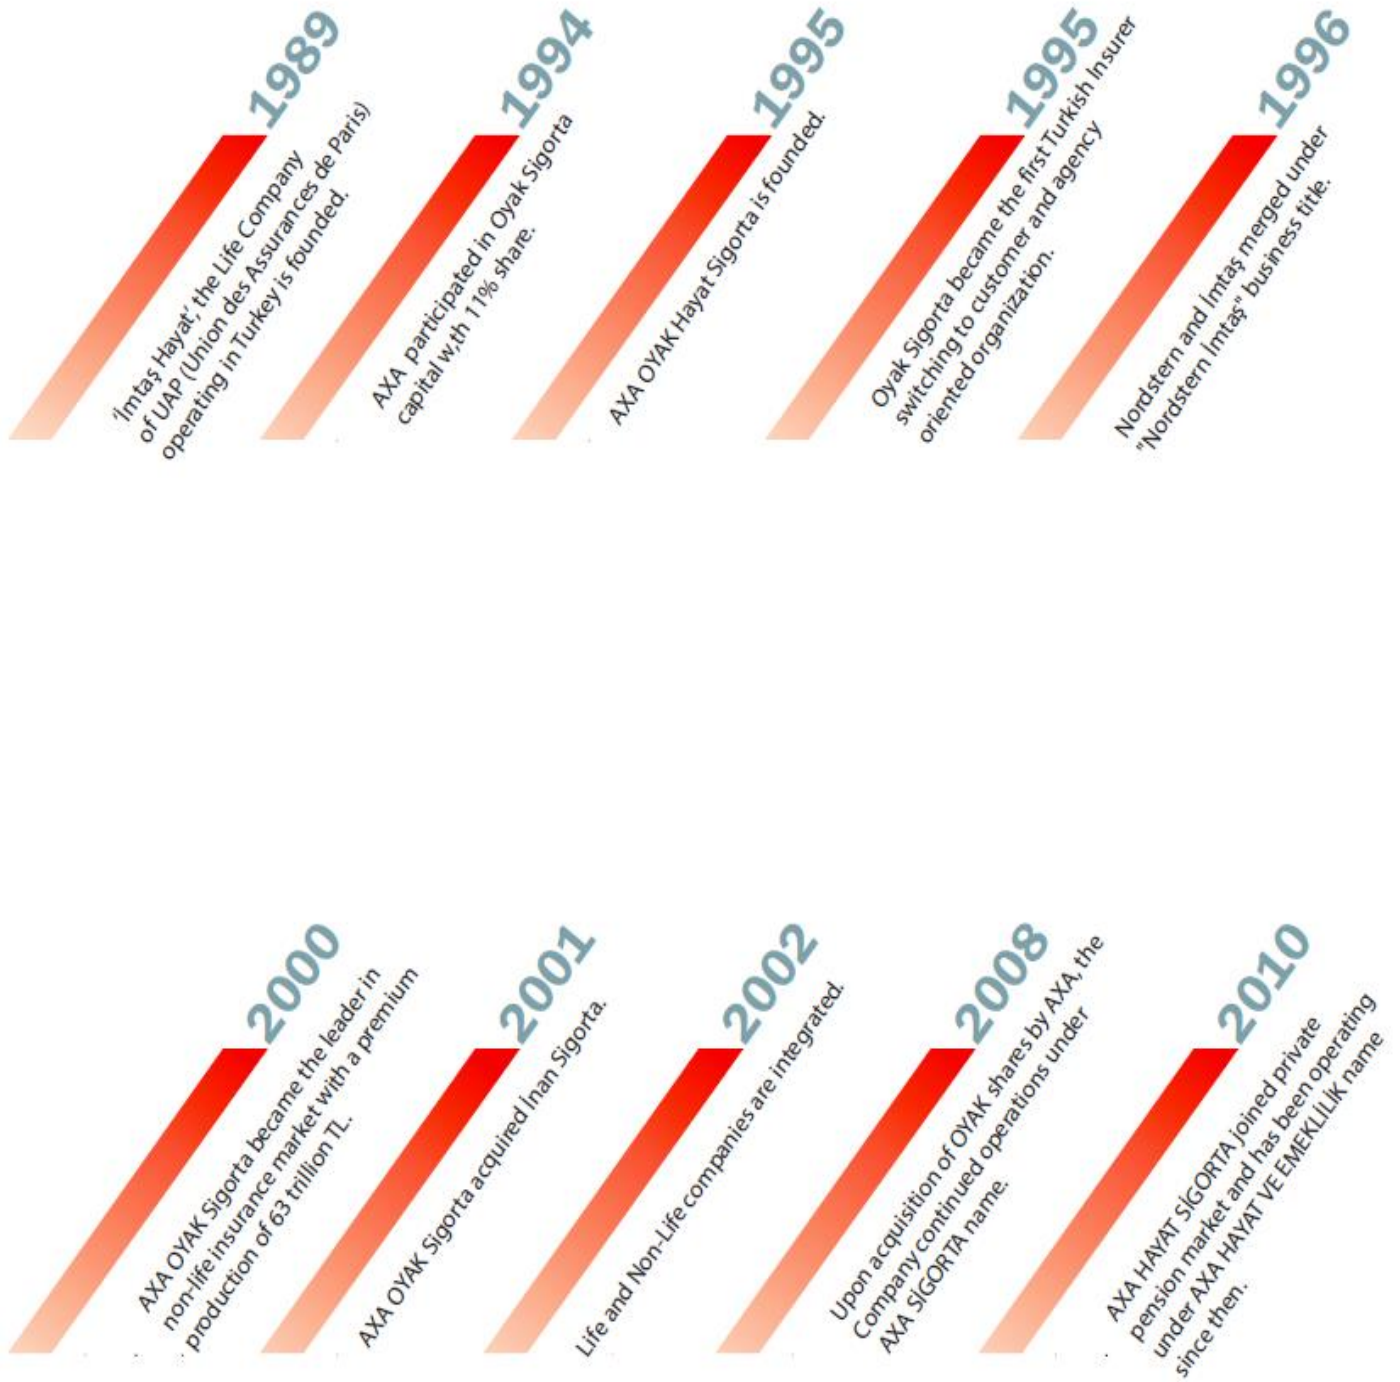 1989
'İmtaş Hayat', the Life Company
of UAP (Union des Assurances de Paris)
operating in Turkey is founded.
1994
AXA participated in Oyak Sigorta
capital w,th 11% share.
1995
AXA OYAK Hayat Sigorta is founded.
1995
Oyak Sigorta became the first Turkish Insurer
switching to customer and agency
oriented organization.
1996
Nordstern and İmtaş merged under
"Nordstern İmtaş" business title.
2000
AXA OYAK Sigorta became the leader in
non-life insurance market with a premium
production of 63 trillion TL.
2001
AXA OYAK Sigorta acquired İnan Sigorta.
2002
Life and Non-Life companies are integrated.
2008
Upon acquisition of OYAK shares by AXA, the
Company continued operations under
AXA SİGORTA name.
2010
AXA HAYAT SİGORTA joined private
pension market and has been operating
under AXA HAYAT VE EMEKLİLİK name
since then.